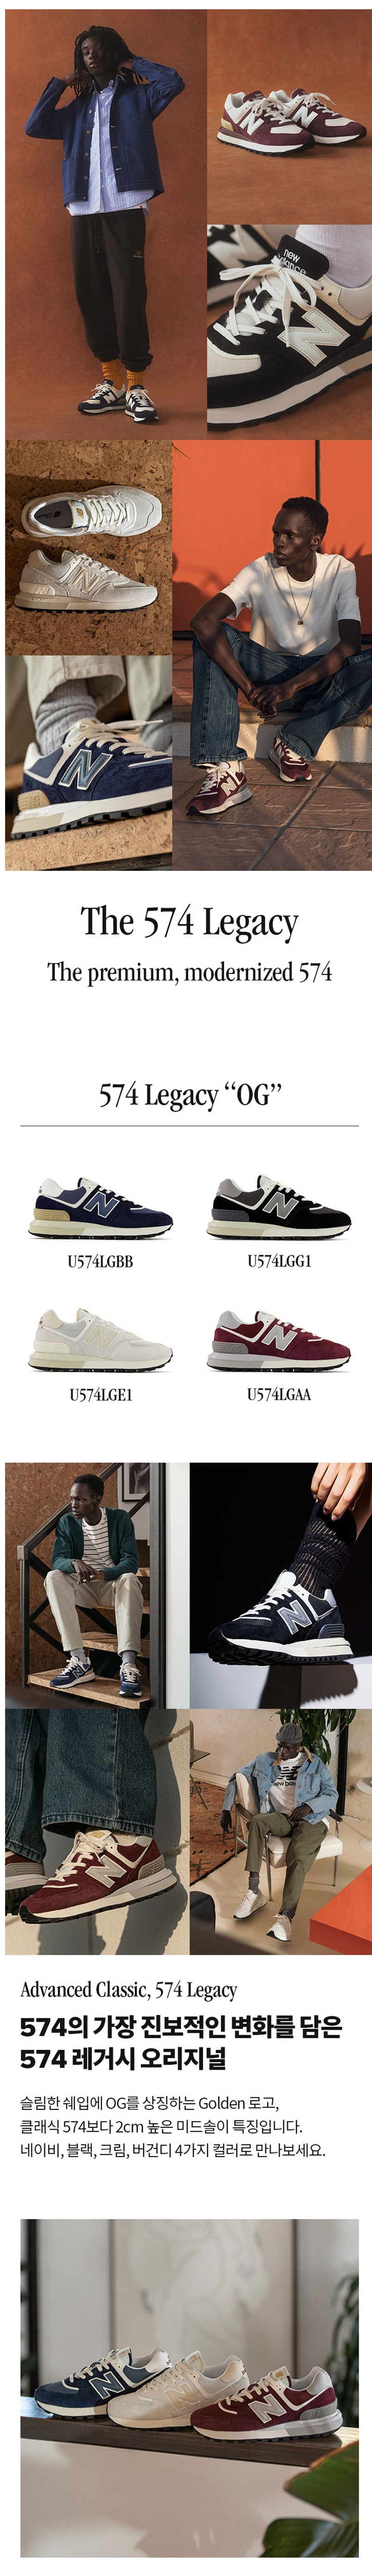 new
balance
The 574 Legacy
The premium, modernized 574
574 Legacy “OG”
U574LGBB
U574LGG1
U574LGE1
U574LGAA
new balance
Advanced Classic, 574 Legacy
574의 가장 진보적인 변화를 담은
574 레거시 오리지널
슬림한 쉐입에 OG를 상징하는 Golden 로고,
클래식 574보다 2cm 높은 미드솔이 특징입니다.
네이비, 블랙, 크림, 버건디 4가지 컬러로 만나보세요.